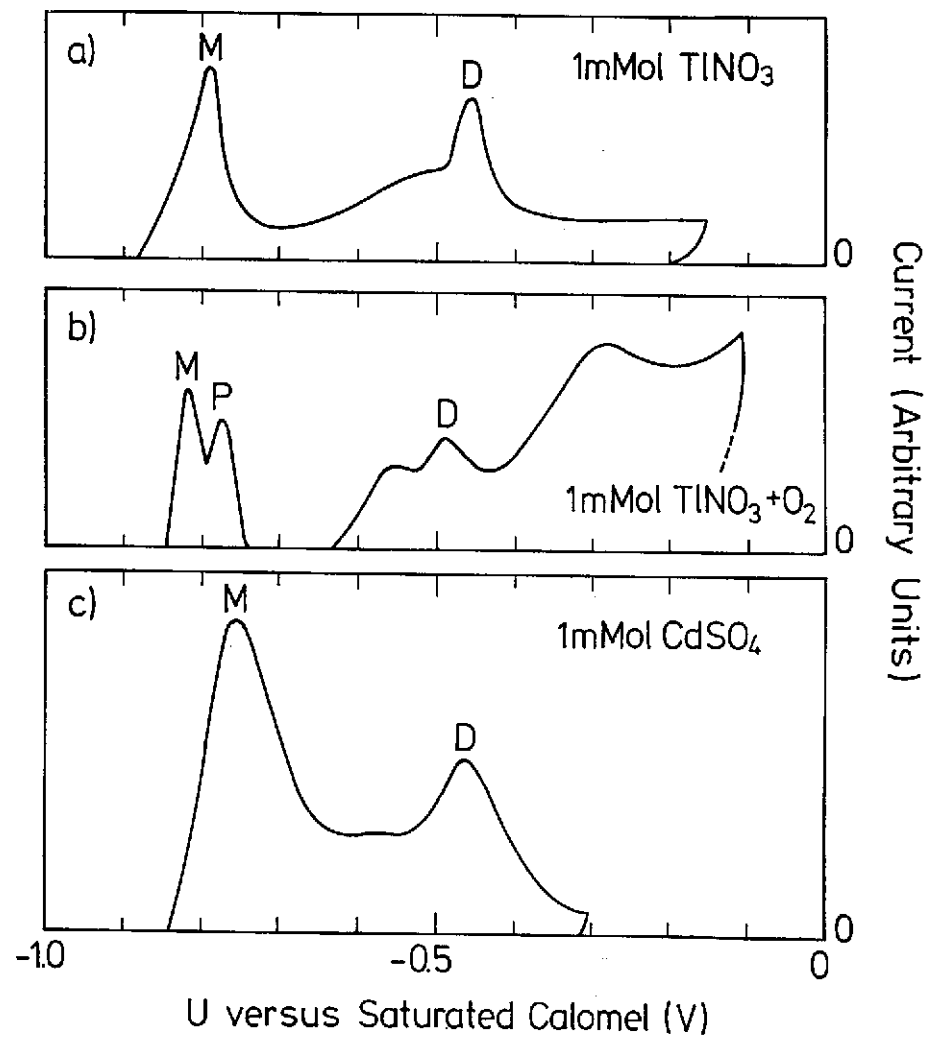 a)
M
D
1mMol TlNO₃
0
b)
M
P
D
1mMol TlNO₃+O₂
0
c)
M
D
1mMol CdSO₄
0
-1.0
-0.5
0
U versus Saturated Calomel (V)
Current (Arbitrary Units)